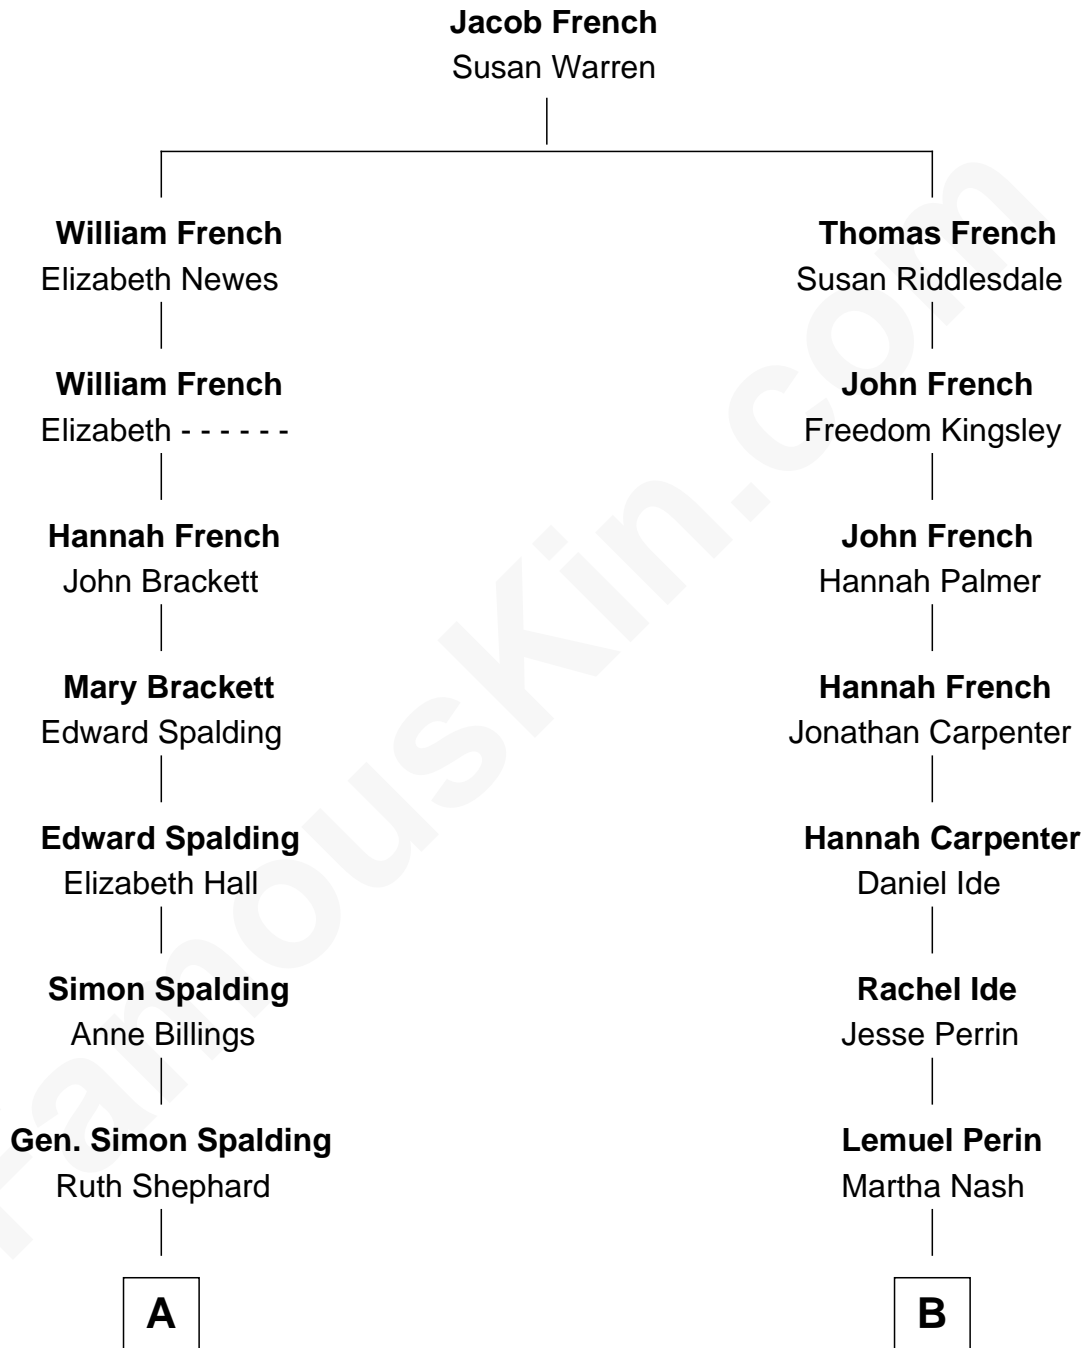 Jacob French
Susan Warren
William French
Elizabeth Newes
William French
Elizabeth - - - - - -
Hannah French
John Brackett
Mary Brackett
Edward Spalding
Edward Spalding
Elizabeth Hall
Simon Spalding
Anne Billings
Gen. Simon Spalding
Ruth Shephard
A
Thomas French
Susan Riddlesdale
John French
Freedom Kingsley
John French
Hannah Palmer
Hannah French
Jonathan Carpenter
Hannah Carpenter
Daniel Ide
Rachel Ide
Jesse Perrin
Lemuel Perin
Martha Nash
B
FamousKin.com